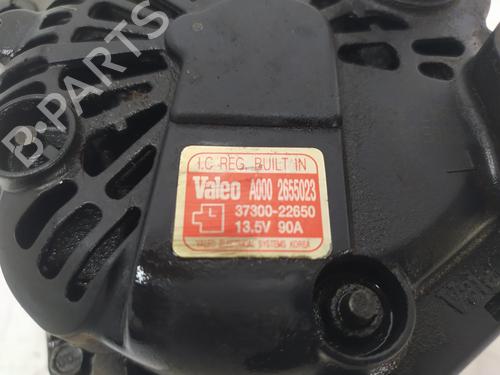 I.C REG. BUILT IN
Valeo A000 2655023
37300-22650
13.5V 90A
VALEO ELECTRICAL SYSTEMS KOREA
B-PARTS